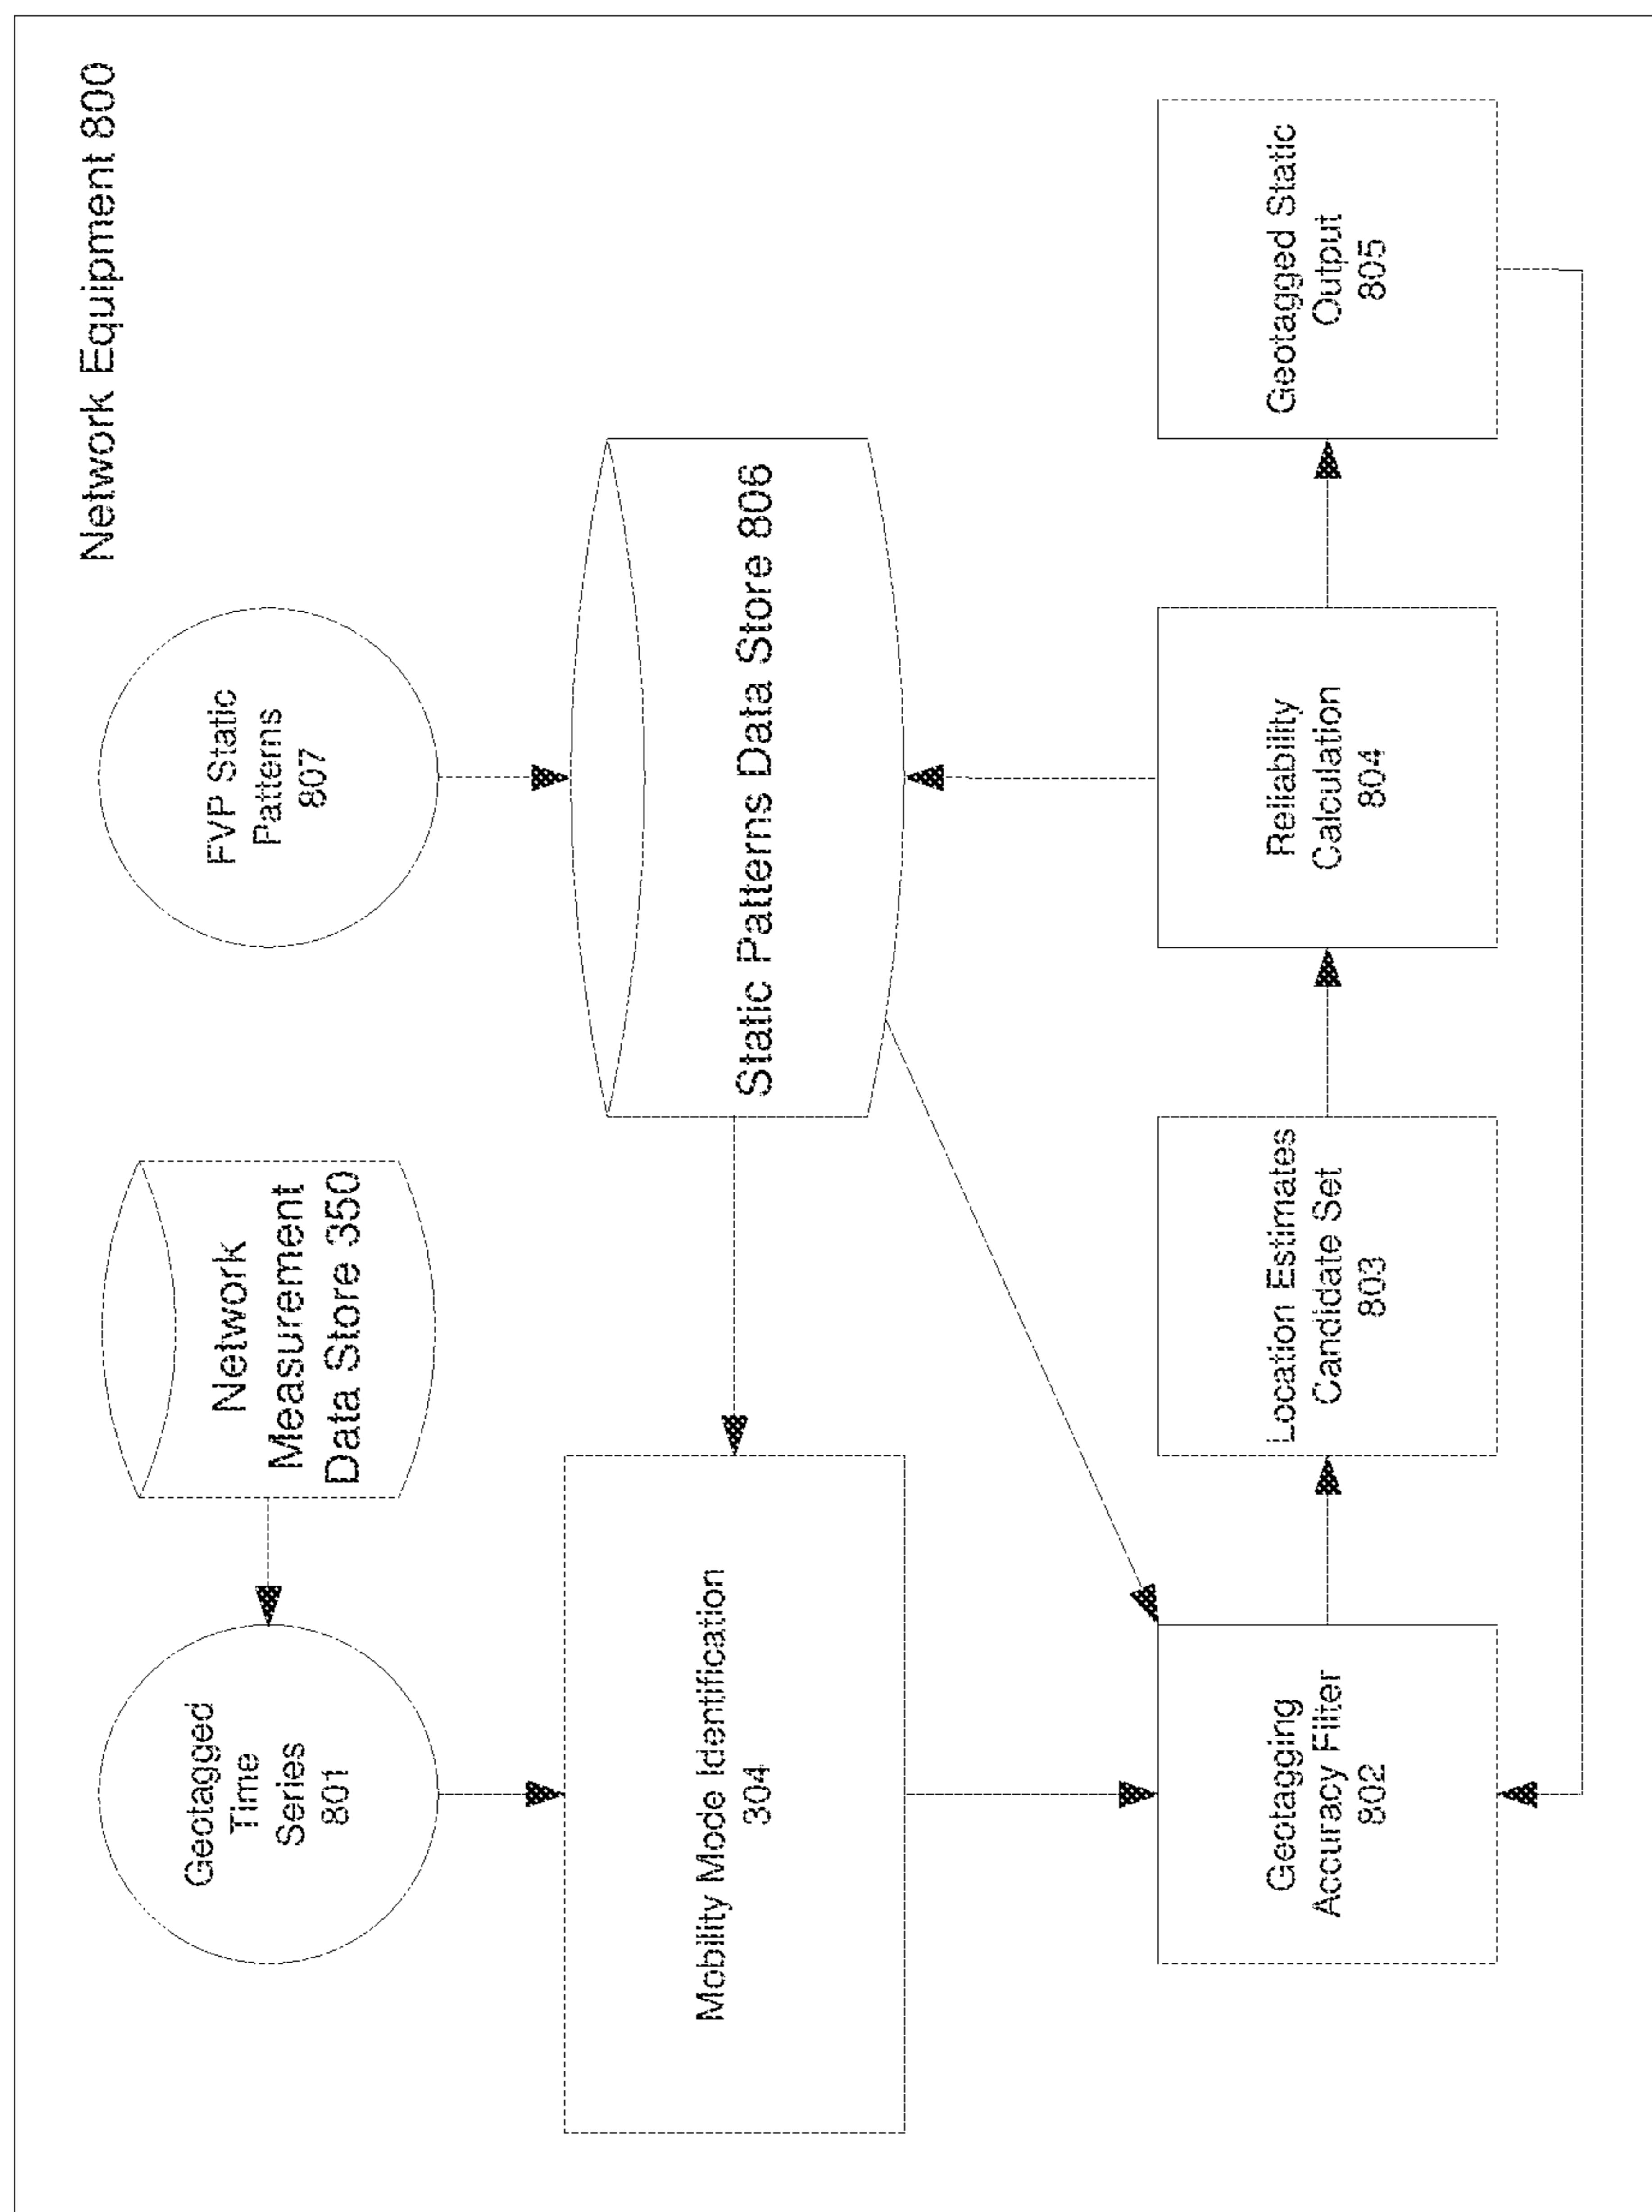 Network Equipment 800
Geotagged
Time
Series
801
Network
Measurement
Data Store 350
FVP Static
Patterns
807
Mobility Mode Identification
304
Static Patterns Data Store 806
Geotagging
Accuracy Filter
802
Location Estimates
Candidate Set
803
Reliability
Calculation
804
Geotagged Static
Output
805